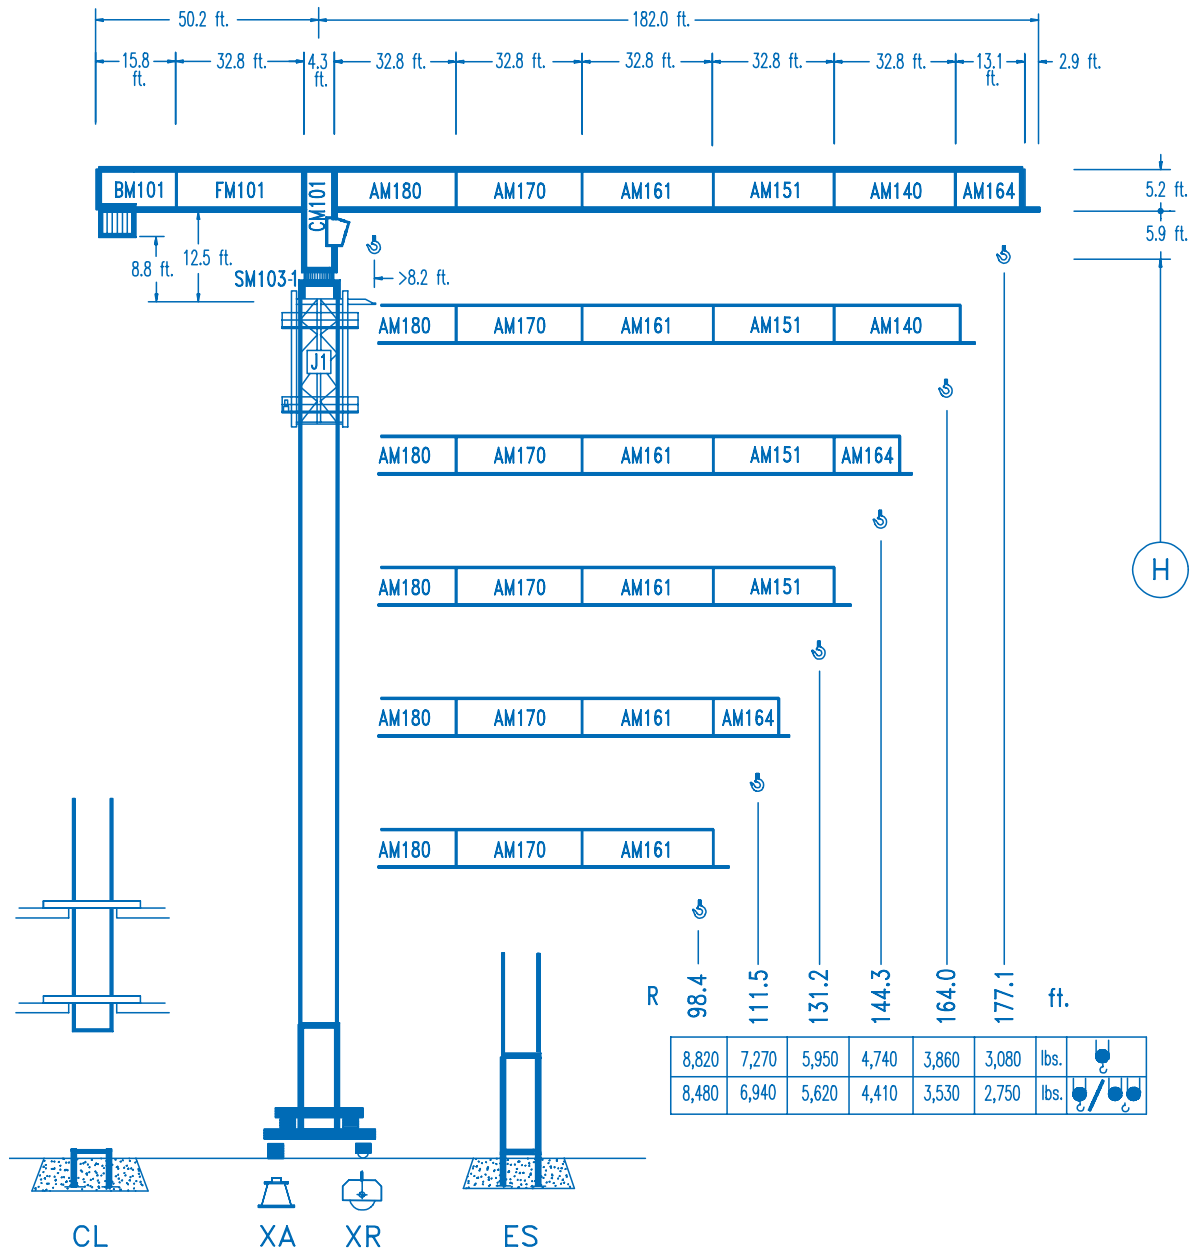 50.2 ft. 182.0 ft.
15.8 ft. 32.8 ft. 4.3 ft. 32.8 ft. 32.8 ft. 32.8 ft. 32.8 ft. 32.8 ft. 13.1 ft. 2.9 ft.
BM101 FM101 CM101 AM180 AM170 AM161 AM151 AM140 AM164
5.2 ft.
5.9 ft.
8.8 ft. 12.5 ft.
SM103-1 >8.2 ft.
AM180 AM170 AM161 AM151 AM140
J1
AM180 AM170 AM161 AM151 AM164
H
AM180 AM170 AM161 AM151
AM180 AM170 AM161 AM164
AM180 AM170 AM161
R 98.4 111.5 131.2 144.3 164.0 177.1 ft.
8,820 7,270 5,950 4,740 3,860 3,080 lbs.
8,480 6,940 5,620 4,410 3,530 2,750 lbs.
CL XA XR ES